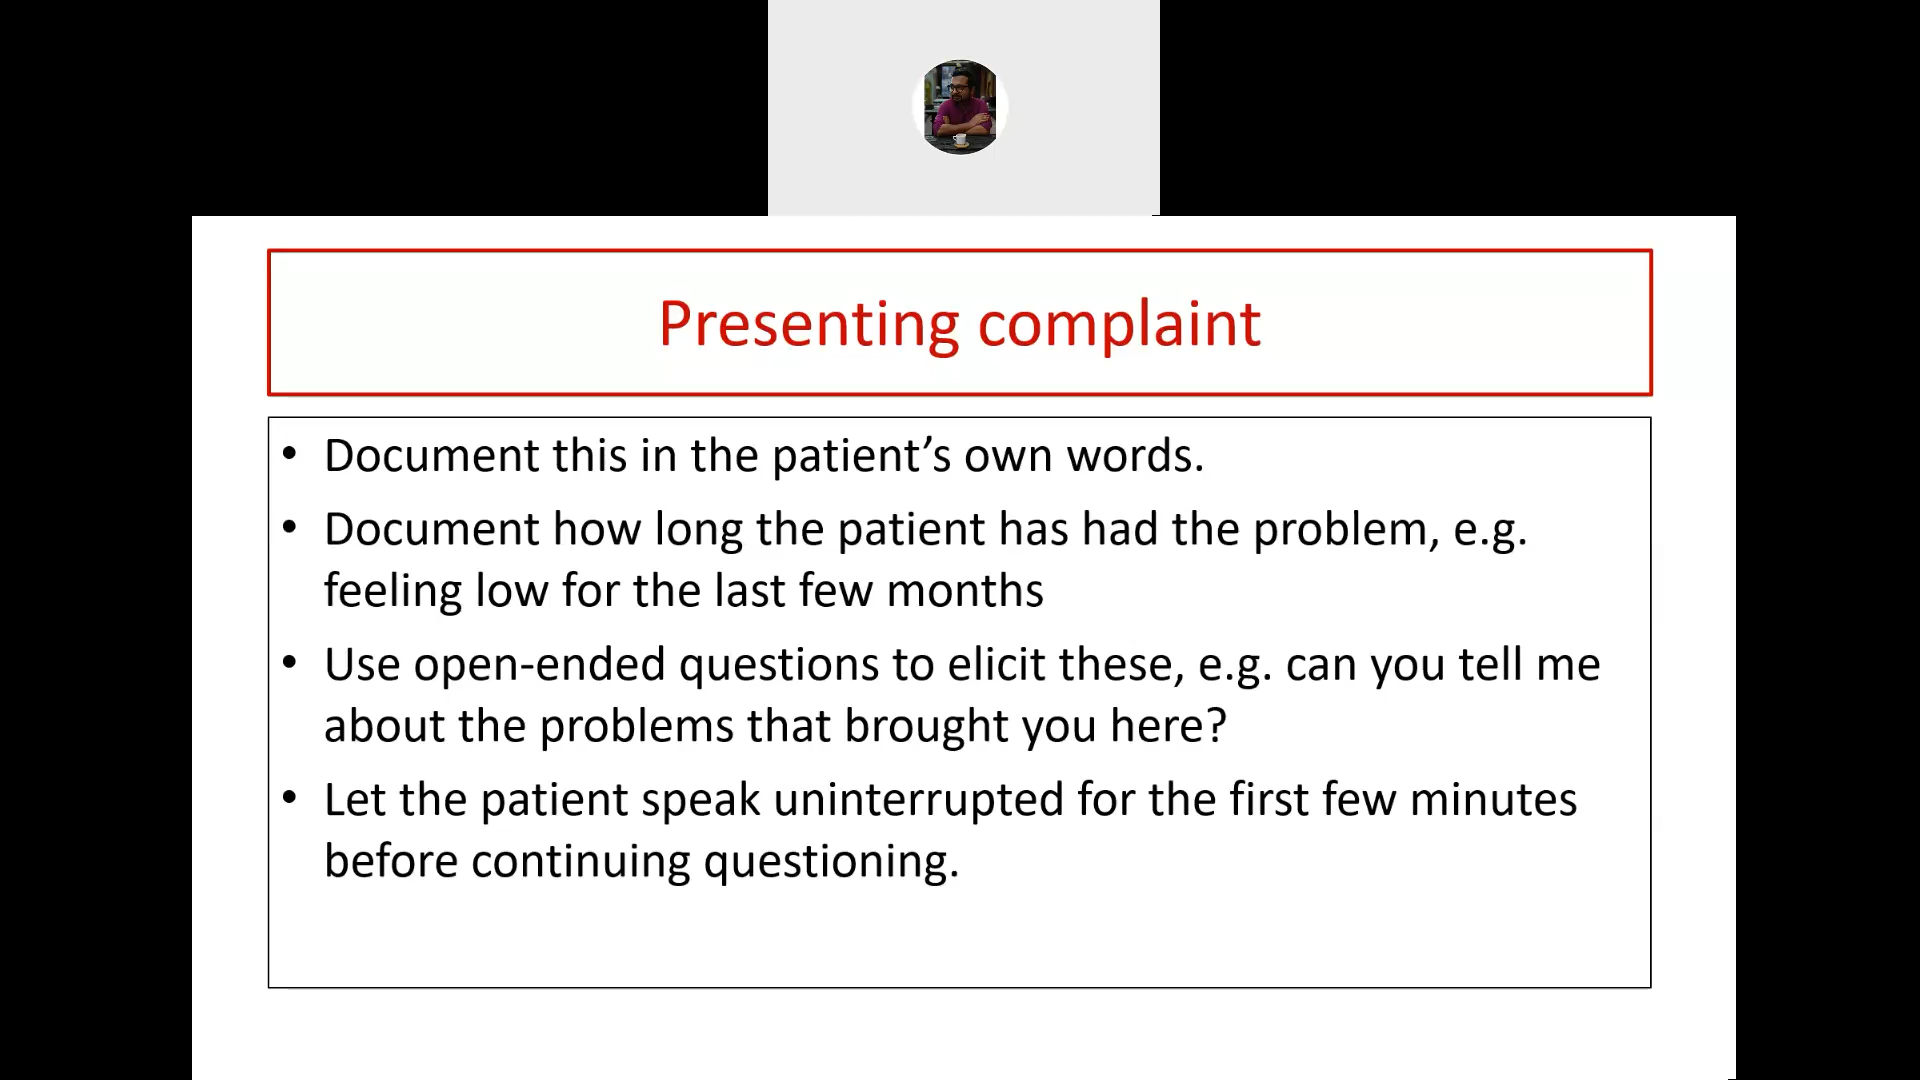 Presenting complaint
• Document this in the patient’s own words.
• Document how long the patient has had the problem, e.g.
feeling low for the last few months
• Use open-ended questions to elicit these, e.g. can you tell me
about the problems that brought you here?
• Let the patient speak uninterrupted for the first few minutes
before continuing questioning.